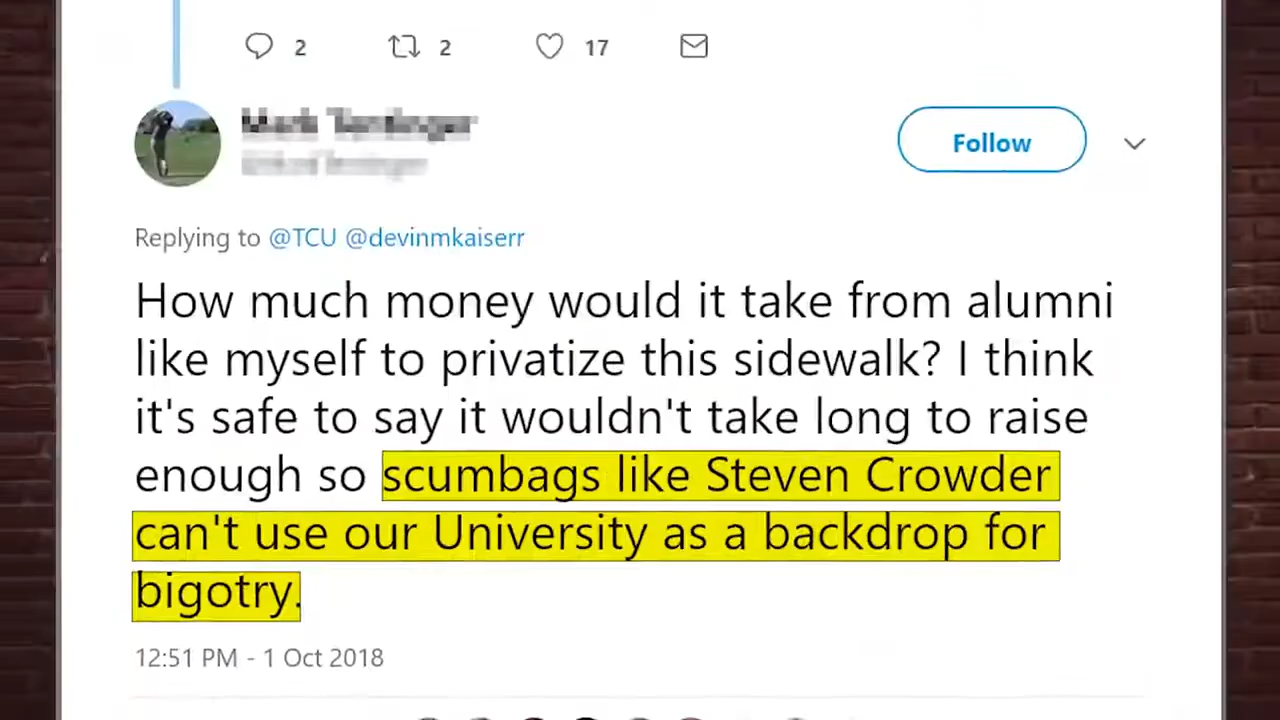 2 2 17
Follow
Replying to @TCU @devinmkaiserr
How much money would it take from alumni
like myself to privatize this sidewalk? I think
it's safe to say it wouldn't take long to raise
enough so scumbags like Steven Crowder
can't use our University as a backdrop for
bigotry.
12:51 PM - 1 Oct 2018